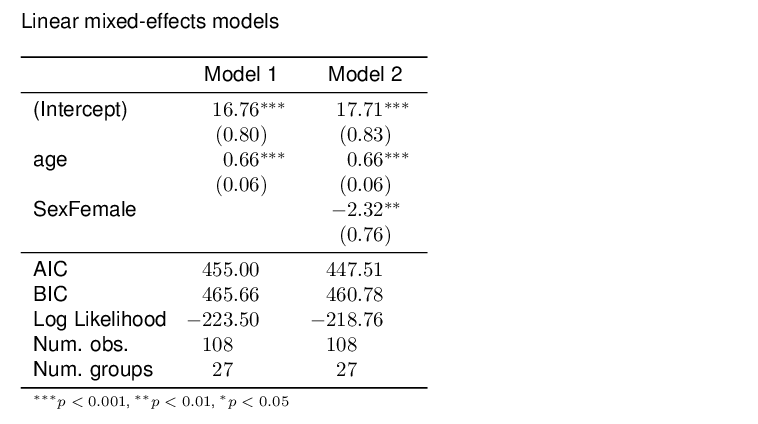 Linear mixed-effects models
Model 1 Model 2
(Intercept) 16.76*** 17.71***
(0.80) (0.83)
age 0.66*** 0.66***
(0.06) (0.06)
SexFemale −2.32**
(0.76)
AIC 455.00 447.51
BIC 465.66 460.78
Log Likelihood −223.50 −218.76
Num. obs. 108 108
Num. groups 27 27
***p < 0.001, **p < 0.01, *p < 0.05